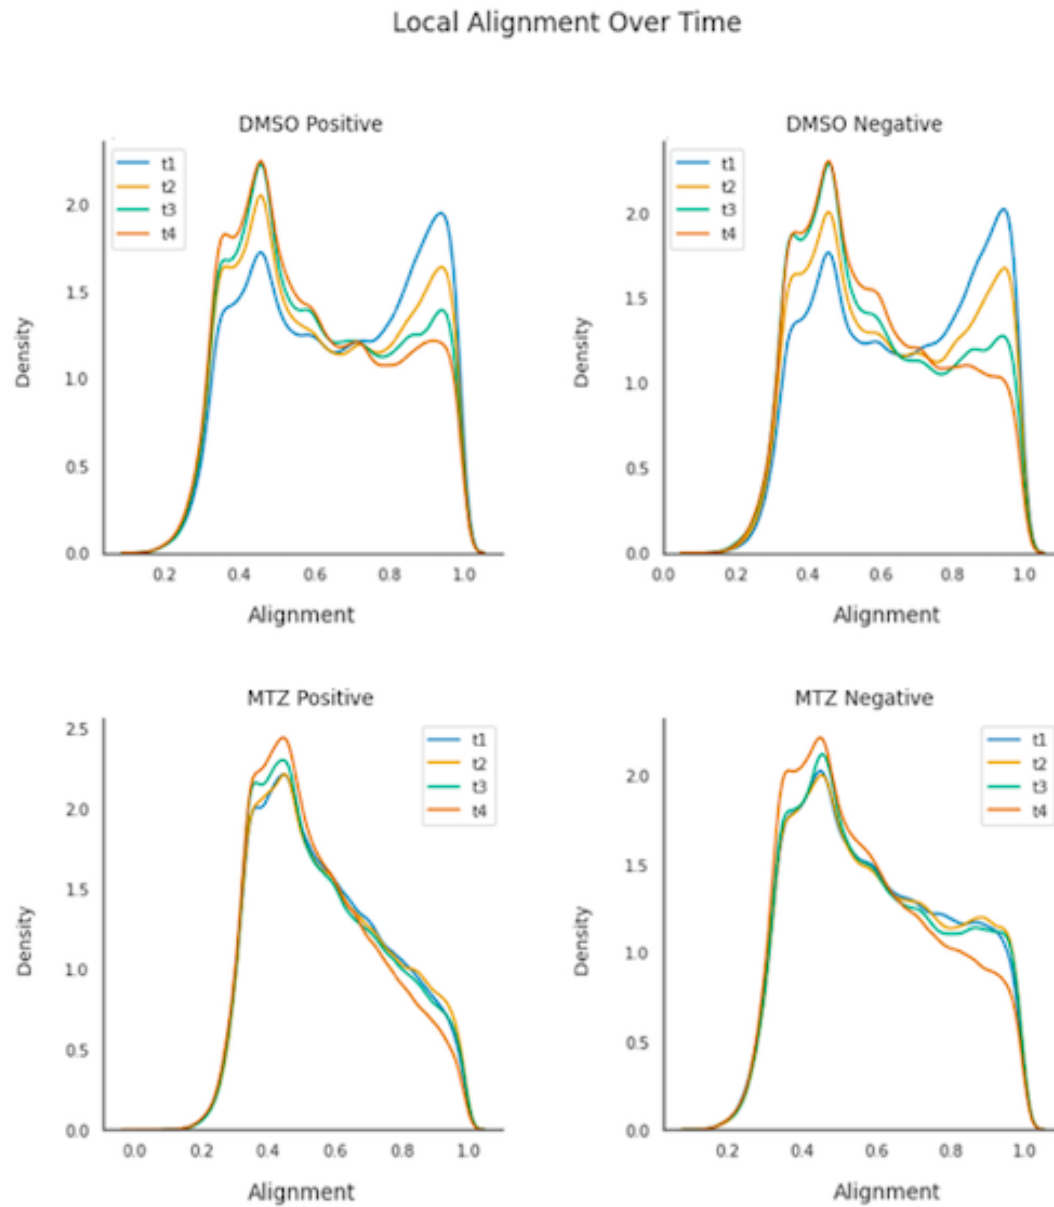 Local Alignment Over Time
DMSO Positive
t1
t2
t3
t4
2.0
1.5
1.0
0.5
0.0
Density
0.2 0.4 0.6 0.8 1.0
Alignment
DMSO Negative
t1
t2
t3
t4
2.0
1.5
1.0
0.5
0.0
Density
0.0 0.2 0.4 0.6 0.8 1.0
Alignment
MTZ Positive
t1
t2
t3
t4
2.5
2.0
1.5
1.0
0.5
0.0
Density
0.0 0.2 0.4 0.6 0.8 1.0
Alignment
MTZ Negative
t1
t2
t3
t4
2.0
1.5
1.0
0.5
0.0
Density
0.2 0.4 0.6 0.8 1.0
Alignment